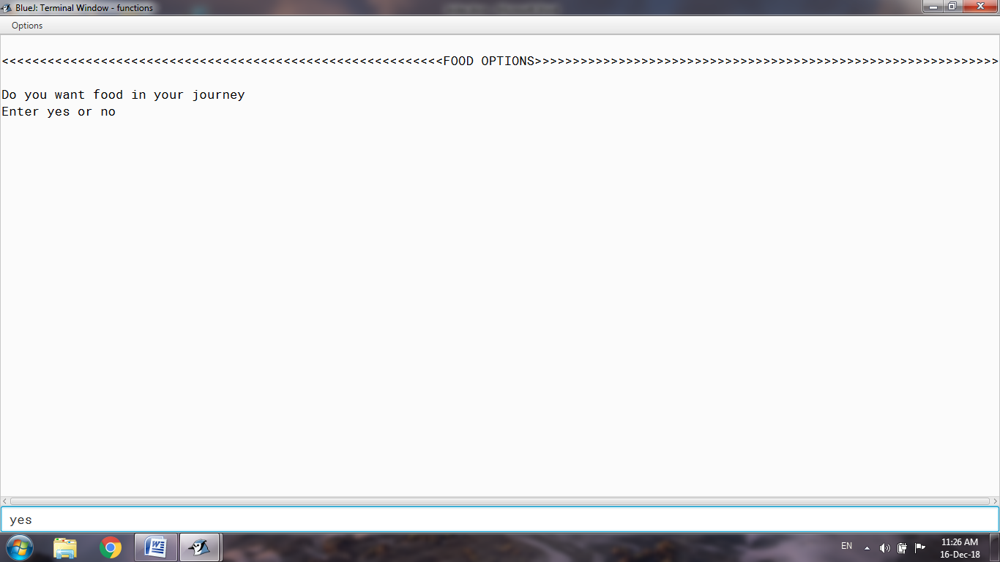 BlueJ: Terminal Window - functions
Options
<<<<<<<<<<<<<<<<<<<<<<<<<<<<<<<<<<<<<<<<<<<<<<<<<<<<<<<<<<FOOD OPTIONS>>>>>>>>>>>>>>>>>>>>>>>>>>>>>>>>>>>>>>>>>>>>>>>>>>>>>>>>>>>>>
Do you want food in your journey
Enter yes or no
yes
EN
11:26 AM
16-Dec-18